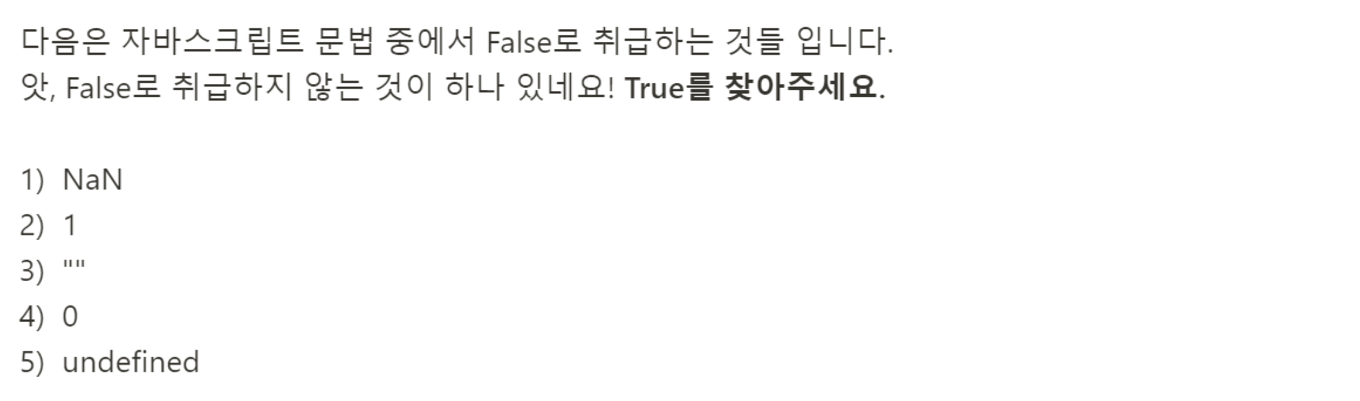 다음은 자바스크립트 문법 중에서 False로 취급하는 것들 입니다.
앗, False로 취급하지 않는 것이 하나 있네요! True를 찾아주세요.
1) NaN
2) 1
3) ""
4) 0
5) undefined